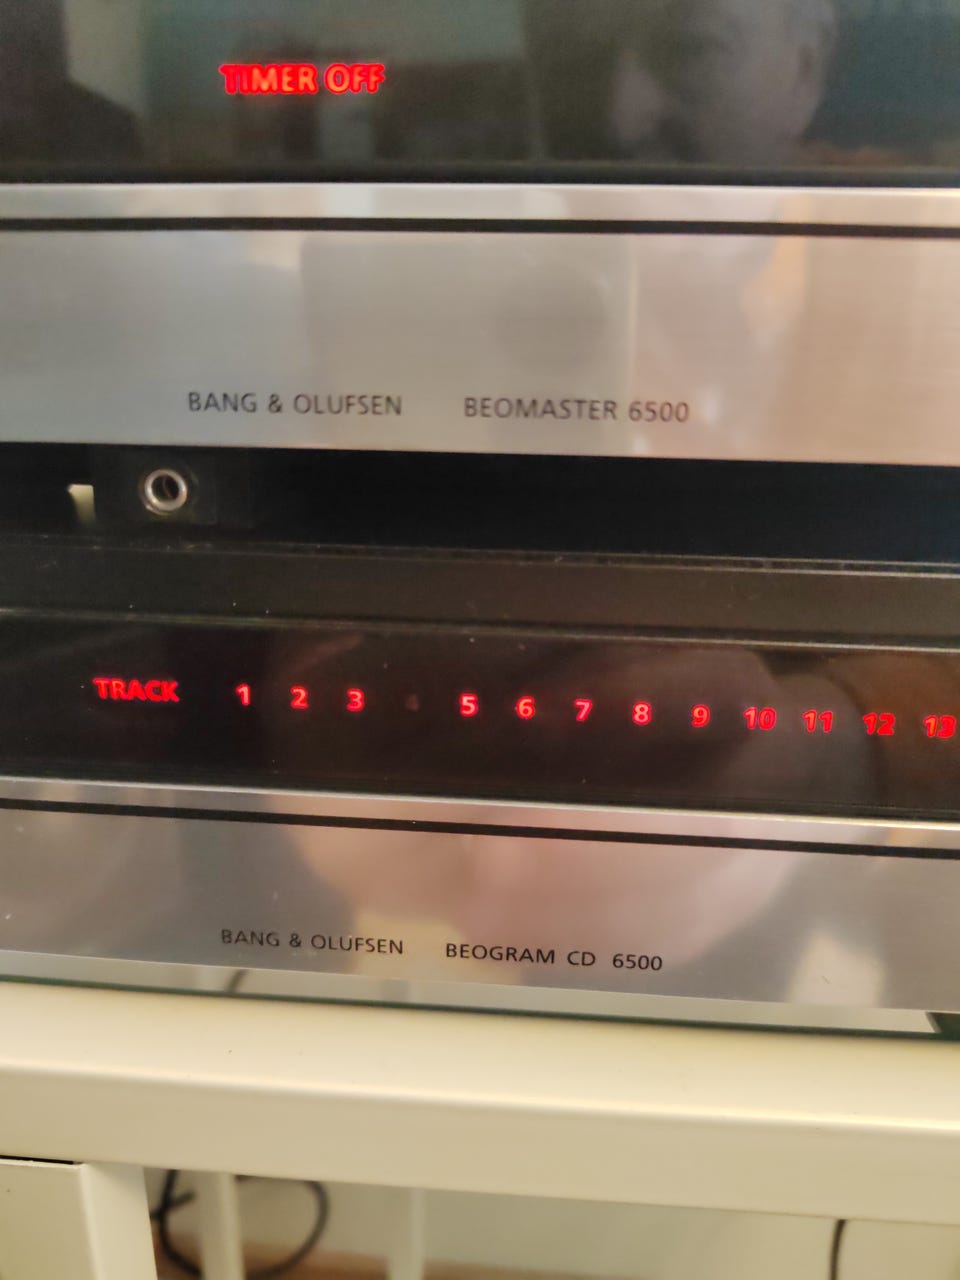 TIMER OFF
BANG & OLUFSEN BEOMASTER 6500
TRACK 1 2 3 4 5 6 7 8 9 10 11 12 13
BANG & OLUFSEN BEOGRAM CD 6500